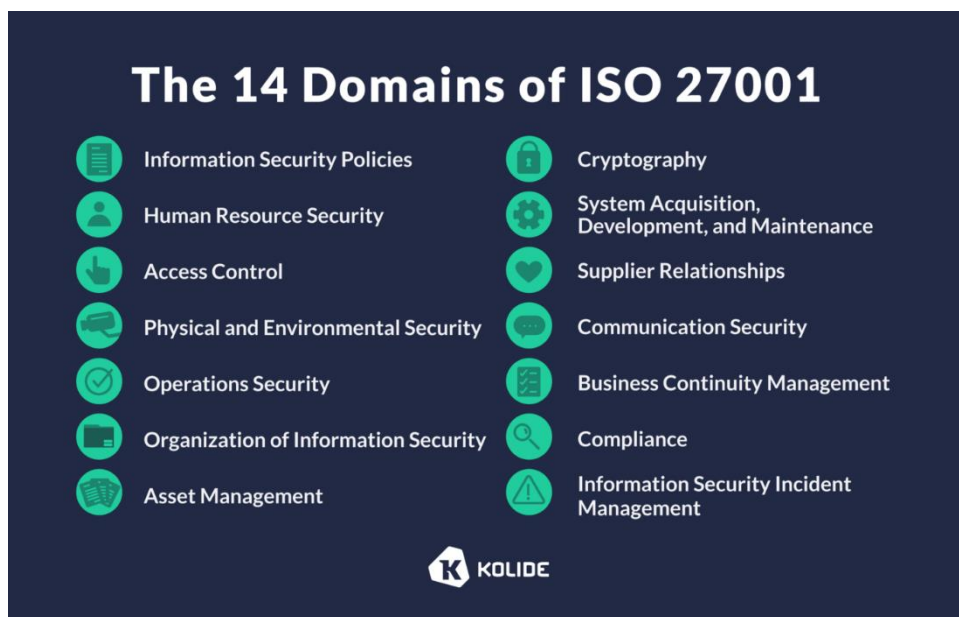 The 14 Domains of ISO 27001
Information Security Policies
Human Resource Security
Access Control
Physical and Environmental Security
Operations Security
Organization of Information Security
Asset Management
Cryptography
System Acquisition,
Development, and Maintenance
Supplier Relationships
Communication Security
Business Continuity Management
Compliance
Information Security Incident
Management
K KOLIDE